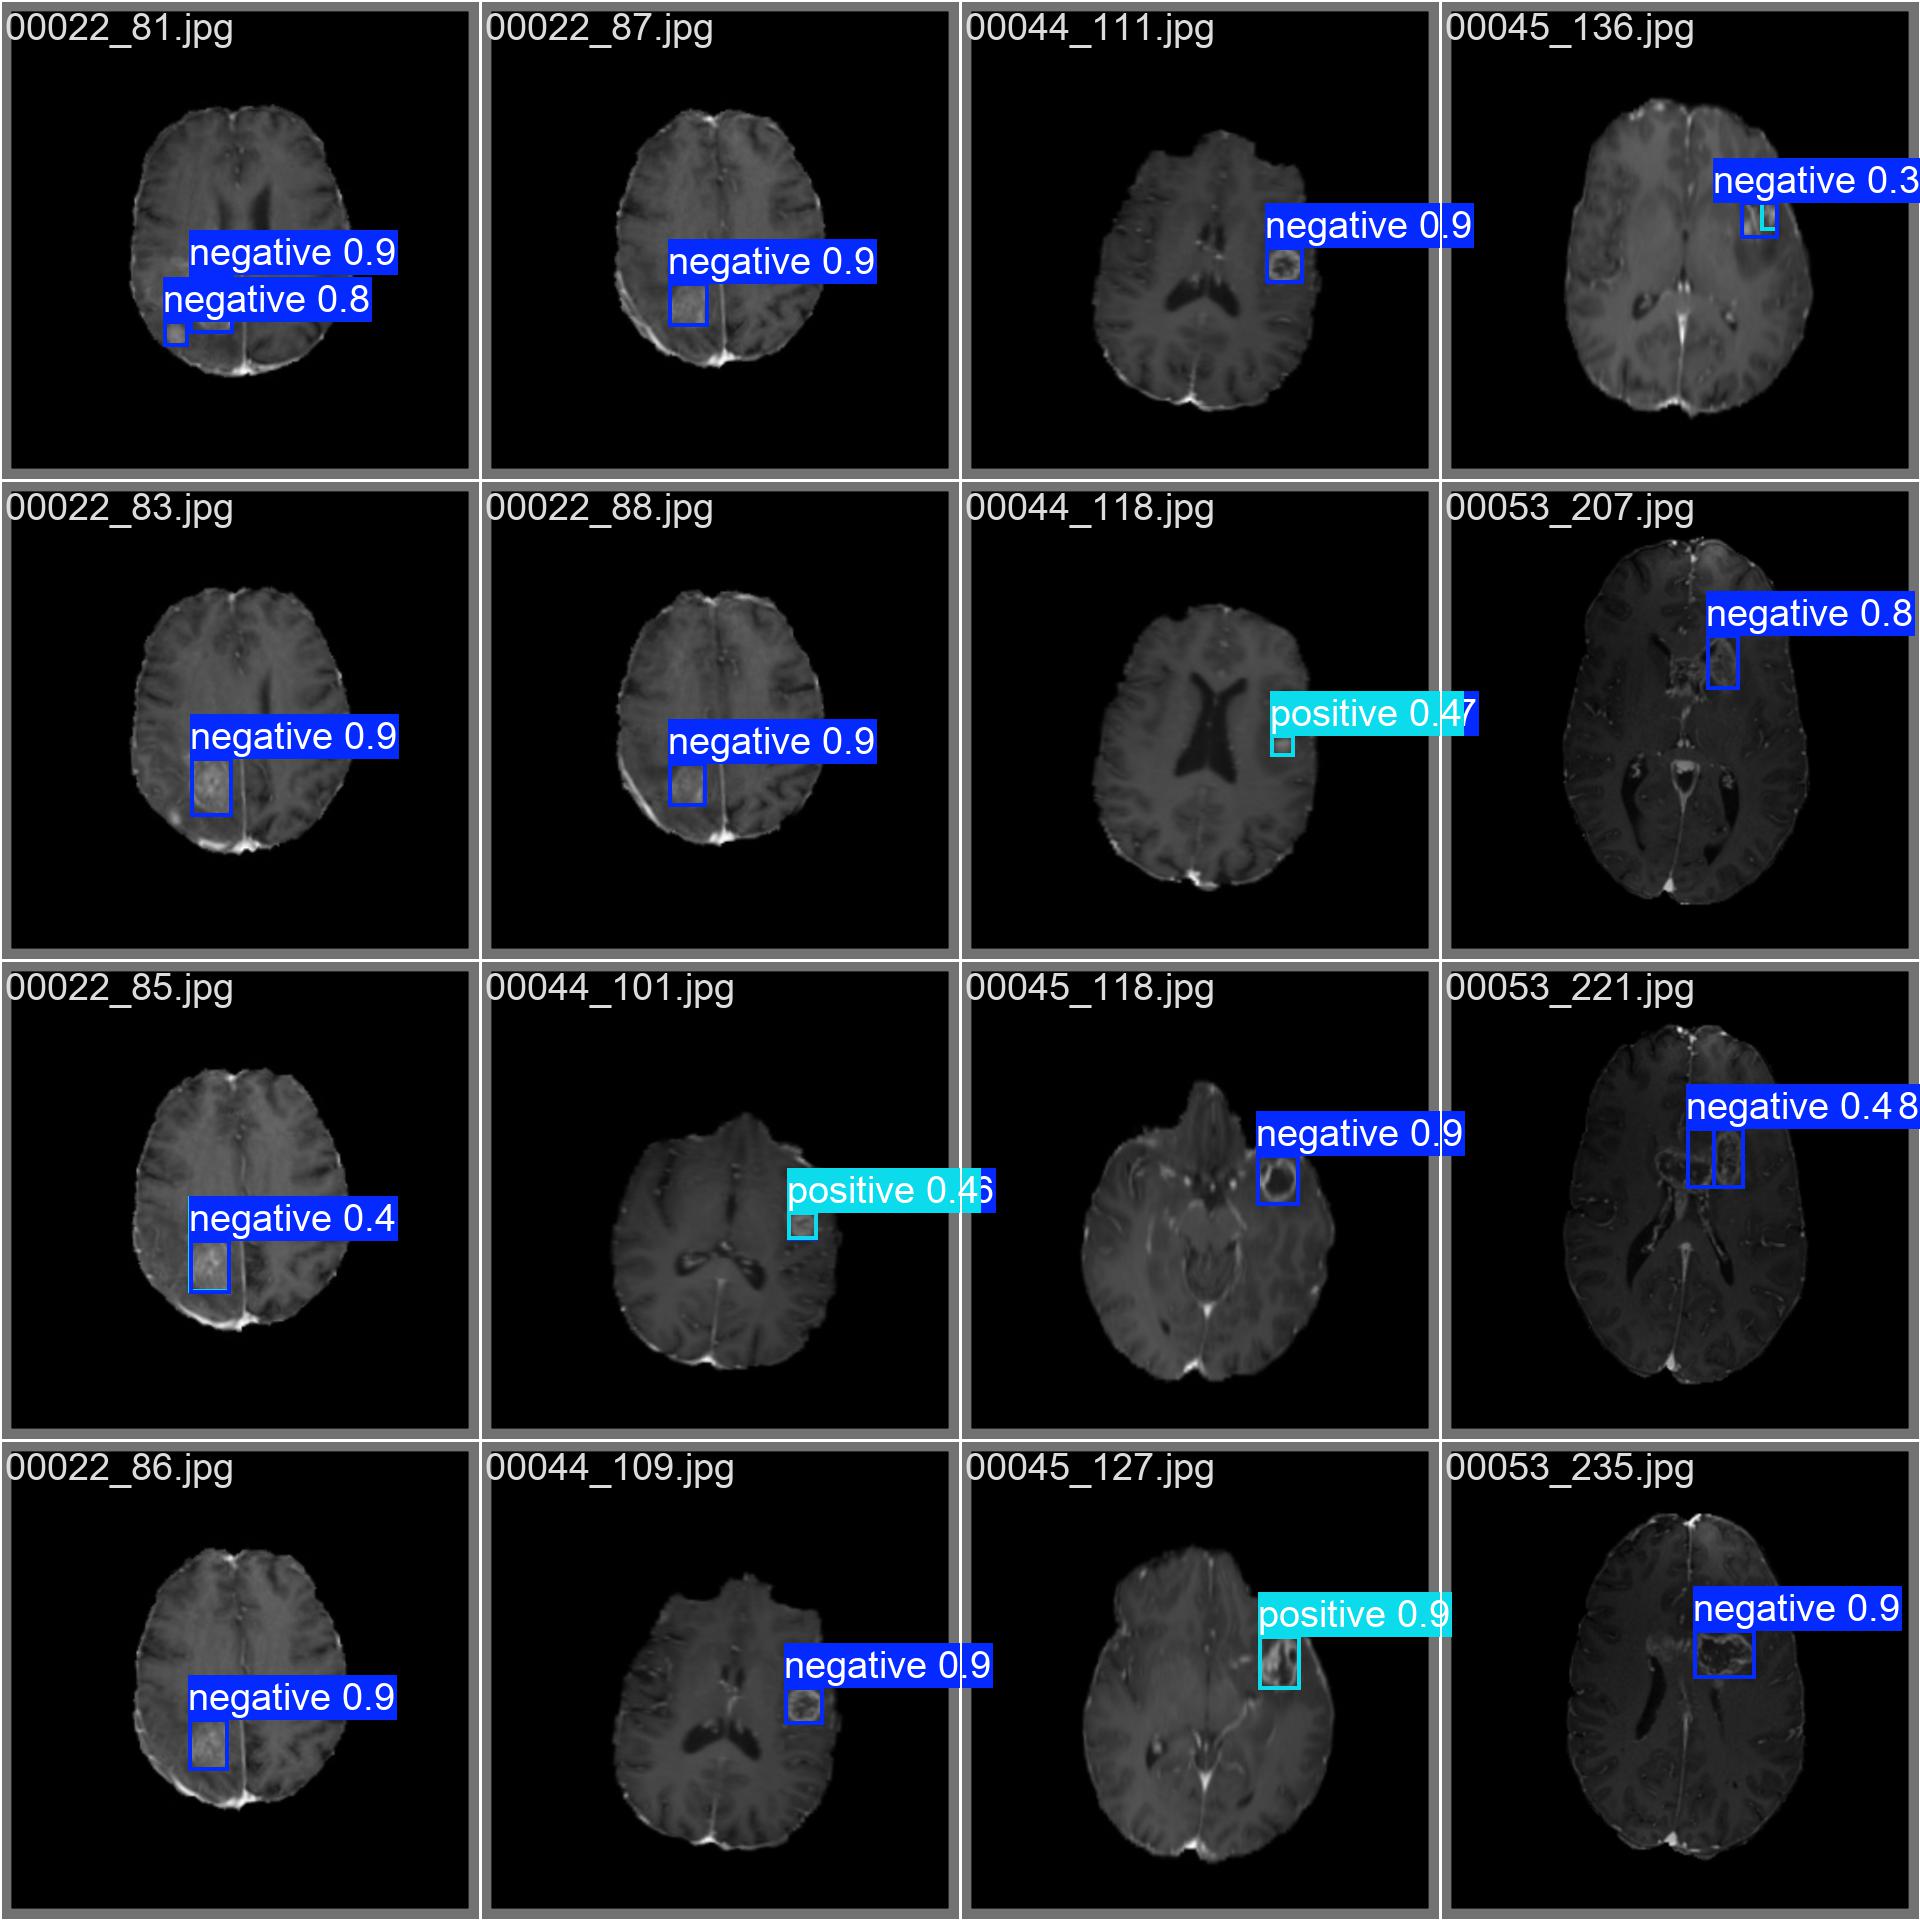 00022_81.jpg
negative 0.9
negative 0.8
00022_87.jpg
negative 0.9
00044_111.jpg
negative 0.9
00045_136.jpg
negative 0.3
00022_83.jpg
negative 0.9
00022_88.jpg
negative 0.9
00044_118.jpg
positive 0.4
7
00053_207.jpg
negative 0.8
00022_85.jpg
negative 0.4
00044_101.jpg
positive 0.4
6
00045_118.jpg
negative 0.9
00053_221.jpg
negative 0.4
8
00022_86.jpg
negative 0.9
00044_109.jpg
negative 0.9
00045_127.jpg
positive 0.9
00053_235.jpg
negative 0.9